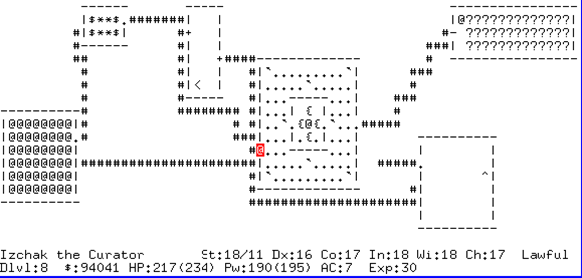 Izchak the Curator St:18/11 Dx:16 Co:17 In:18 Wi:18 Ch:17 Lawful
Dlvl:8 $:94041 HP:217(234) Pw:190(195) AC:7 Exp:30